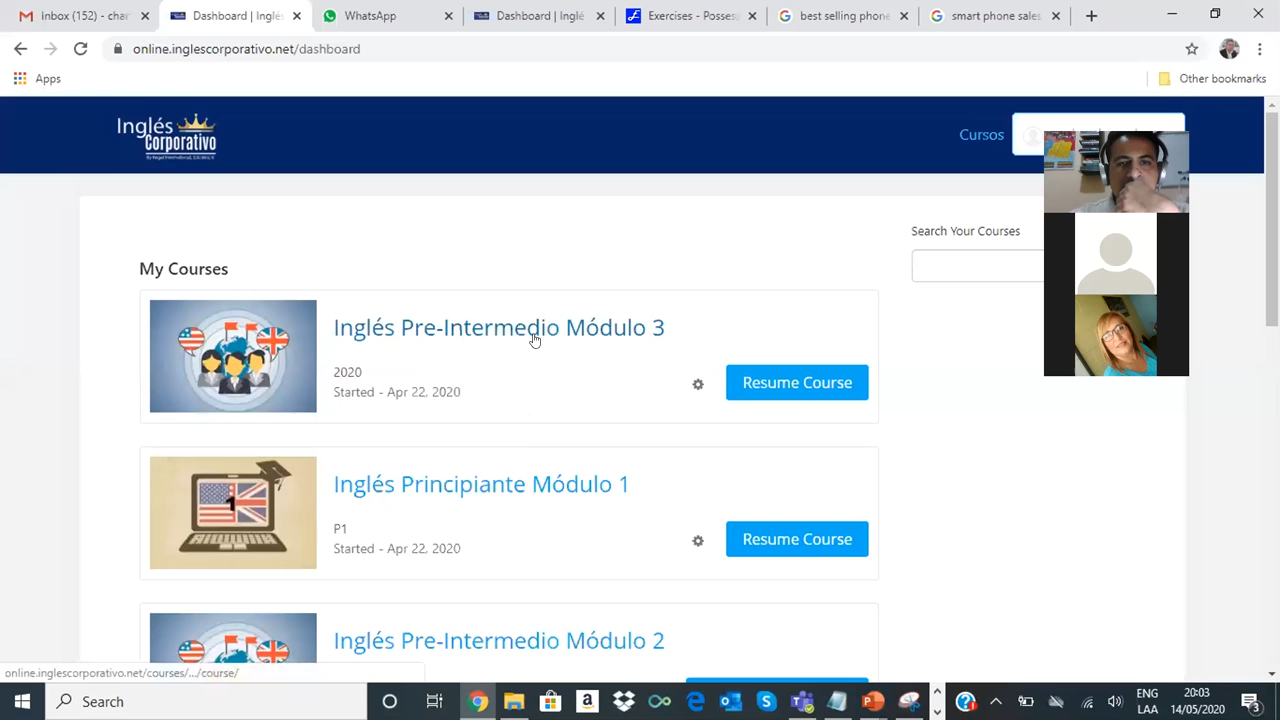 Inbox (152) - char
Dashboard | Inglé
WhatsApp
Dashboard | Inglé
Exercises - Possess
best selling phone
smart phone sales
online.inglescorporativo.net/dashboard
Apps
Other bookmarks
Inglés
Corporativo
Cursos
Search Your Courses
My Courses
Inglés Pre-Intermedio Módulo 3
2020
Started - Apr 22, 2020
Resume Course
Inglés Principiante Módulo 1
1
P1
Started - Apr 22, 2020
Resume Course
Inglés Pre-Intermedio Módulo 2
online.inglescorporativo.net/courses/.../course/
Search
ENG
LAA
20:03
14/05/2020
3